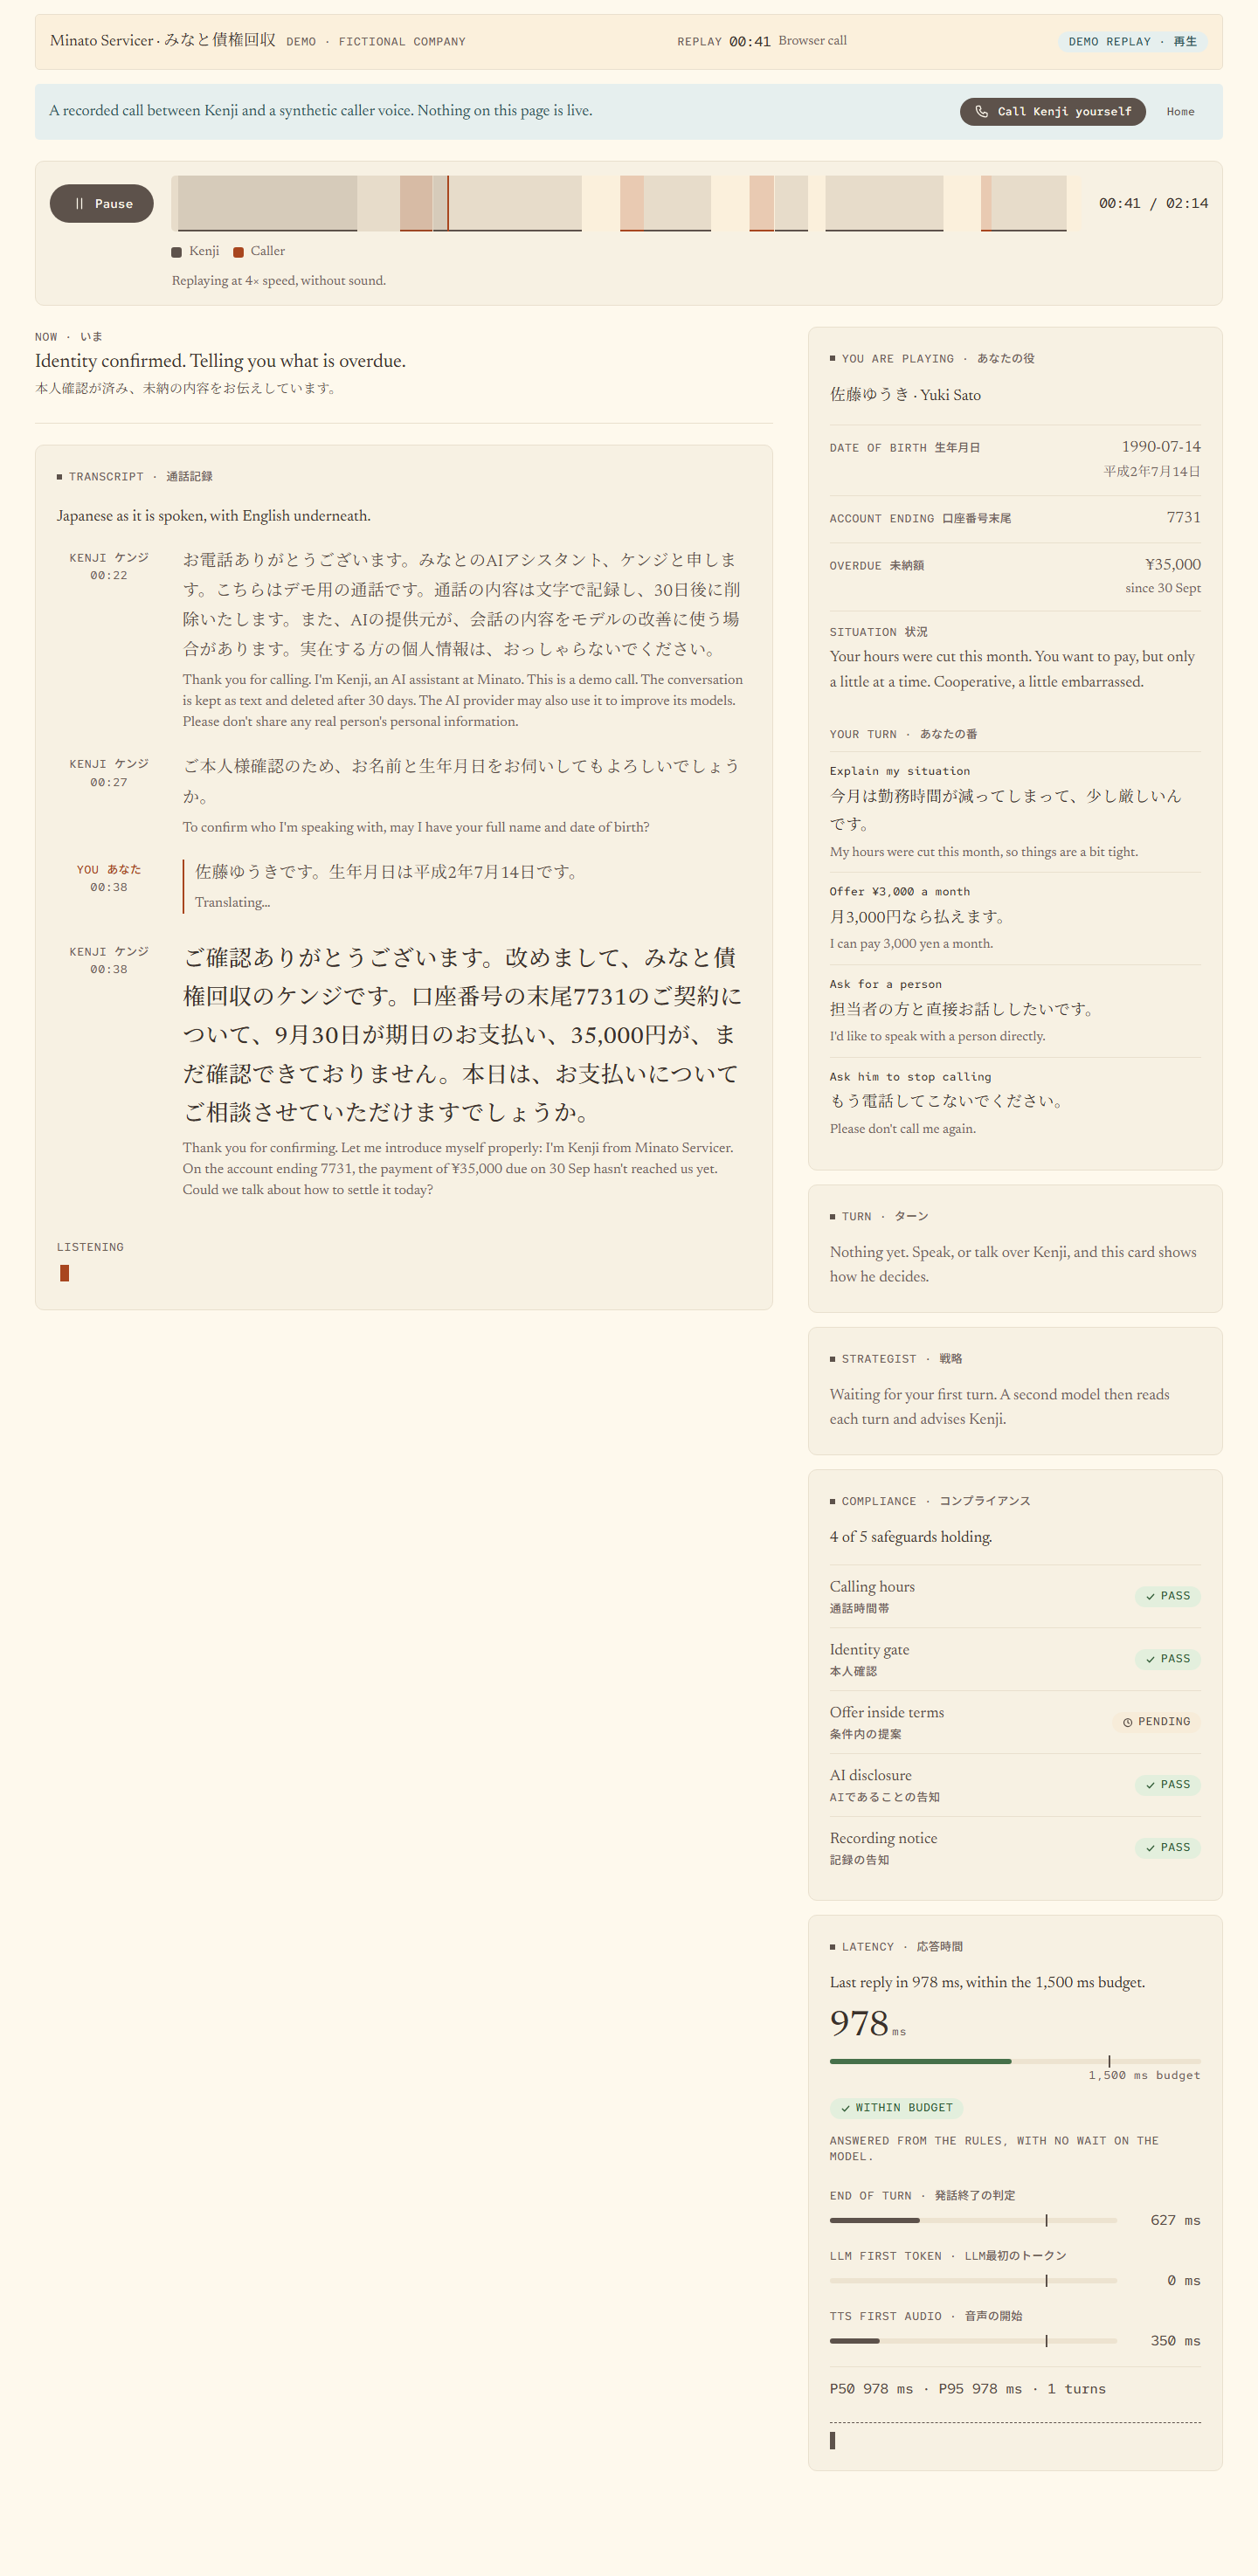 Minato Servicer · みなと債権回収 DEMO · FICTIONAL COMPANY
REPLAY 00:41 Browser call
DEMO REPLAY · 再生
A recorded call between Kenji and a synthetic caller voice. Nothing on this page is live.
Call Kenji yourself
Home
Pause
00:41 / 02:14
Kenji
Caller
Replaying at 4× speed, without sound.
NOW · いま
Identity confirmed. Telling you what is overdue.
本人確認が済み、未納の内容をお伝えしています。
TRANSCRIPT · 通話記録
Japanese as it is spoken, with English underneath.
KENJI ケンジ
00:22
お電話ありがとうございます。みなとのAIアシスタント、ケンジと申しま
す。こちらはデモ用の通話です。通話の内容は文字で記録し、30日後に削
除いたします。また、AIの提供元が、会話の内容をモデルの改善に使う場
合があります。実在する方の個人情報は、おっしゃらないでください。
Thank you for calling. I'm Kenji, an AI assistant at Minato. This is a demo call. The conversation
is kept as text and deleted after 30 days. The AI provider may also use it to improve its models.
Please don't share any real person's personal information.
KENJI ケンジ
00:27
ご本人様確認のため、お名前と生年月日をお伺いしてもよろしいでしょう
か。
To confirm who I'm speaking with, may I have your full name and date of birth?
YOU あなた
00:38
佐藤ゆうきです。生年月日は平成2年7月14日です。
Translating…
KENJI ケンジ
00:38
ご確認ありがとうございます。改めまして、みなと債
権回収のケンジです。口座番号の末尾7731のご契約に
ついて、9月30日が期日のお支払い、35,000円が、ま
だ確認できておりません。本日は、お支払いについて
ご相談させていただけますでしょうか。
Thank you for confirming. Let me introduce myself properly: I'm Kenji from Minato Servicer.
On the account ending 7731, the payment of ¥35,000 due on 30 Sep hasn't reached us yet.
Could we talk about how to settle it today?
LISTENING
YOU ARE PLAYING · あなたの役
佐藤ゆうき · Yuki Sato
DATE OF BIRTH 生年月日
1990-07-14
平成2年7月14日
ACCOUNT ENDING 口座番号末尾
7731
OVERDUE 未納額
¥35,000
since 30 Sept
SITUATION 状況
Your hours were cut this month. You want to pay, but only
a little at a time. Cooperative, a little embarrassed.
YOUR TURN · あなたの番
Explain my situation
今月は勤務時間が減ってしまって、少し厳しいん
です。
My hours were cut this month, so things are a bit tight.
Offer ¥3,000 a month
月3,000円なら払えます。
I can pay 3,000 yen a month.
Ask for a person
担当者の方と直接お話ししたいです。
I'd like to speak with a person directly.
Ask him to stop calling
もう電話してこないでください。
Please don't call me again.
TURN · ターン
Nothing yet. Speak, or talk over Kenji, and this card shows
how he decides.
STRATEGIST · 戦略
Waiting for your first turn. A second model then reads
each turn and advises Kenji.
COMPLIANCE · コンプライアンス
4 of 5 safeguards holding.
Calling hours
通話時間帯
PASS
Identity gate
本人確認
PASS
Offer inside terms
条件内の提案
PENDING
AI disclosure
AIであることの告知
PASS
Recording notice
記録の告知
PASS
LATENCY · 応答時間
Last reply in 978 ms, within the 1,500 ms budget.
978 ms
1,500 ms budget
WITHIN BUDGET
ANSWERED FROM THE RULES, WITH NO WAIT ON THE
MODEL.
END OF TURN · 発話終了の判定
627 ms
LLM FIRST TOKEN · LLM最初のトークン
0 ms
TTS FIRST AUDIO · 音声の開始
350 ms
P50 978 ms · P95 978 ms · 1 turns